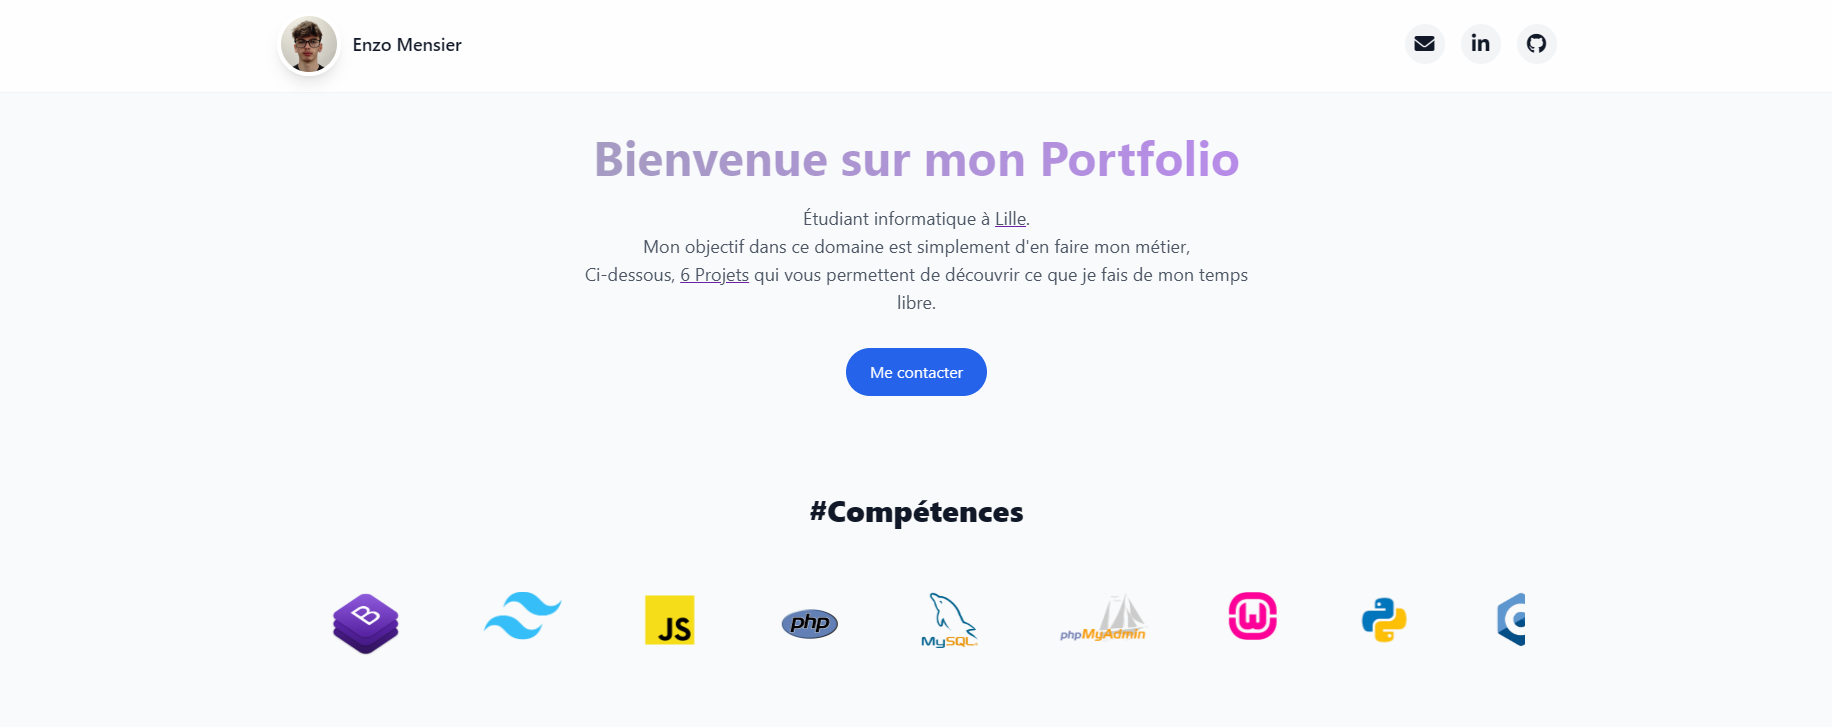 Enzo Mensier
in
Bienvenue sur mon Portfolio
Étudiant informatique à Lille.
Mon objectif dans ce domaine est simplement d'en faire mon métier,
Ci-dessous, 6 Projets qui vous permettent de découvrir ce que je fais de mon temps
libre.
Me contacter
#Compétences
B
JS
php
MySQL
phpMyAdmin
W
C